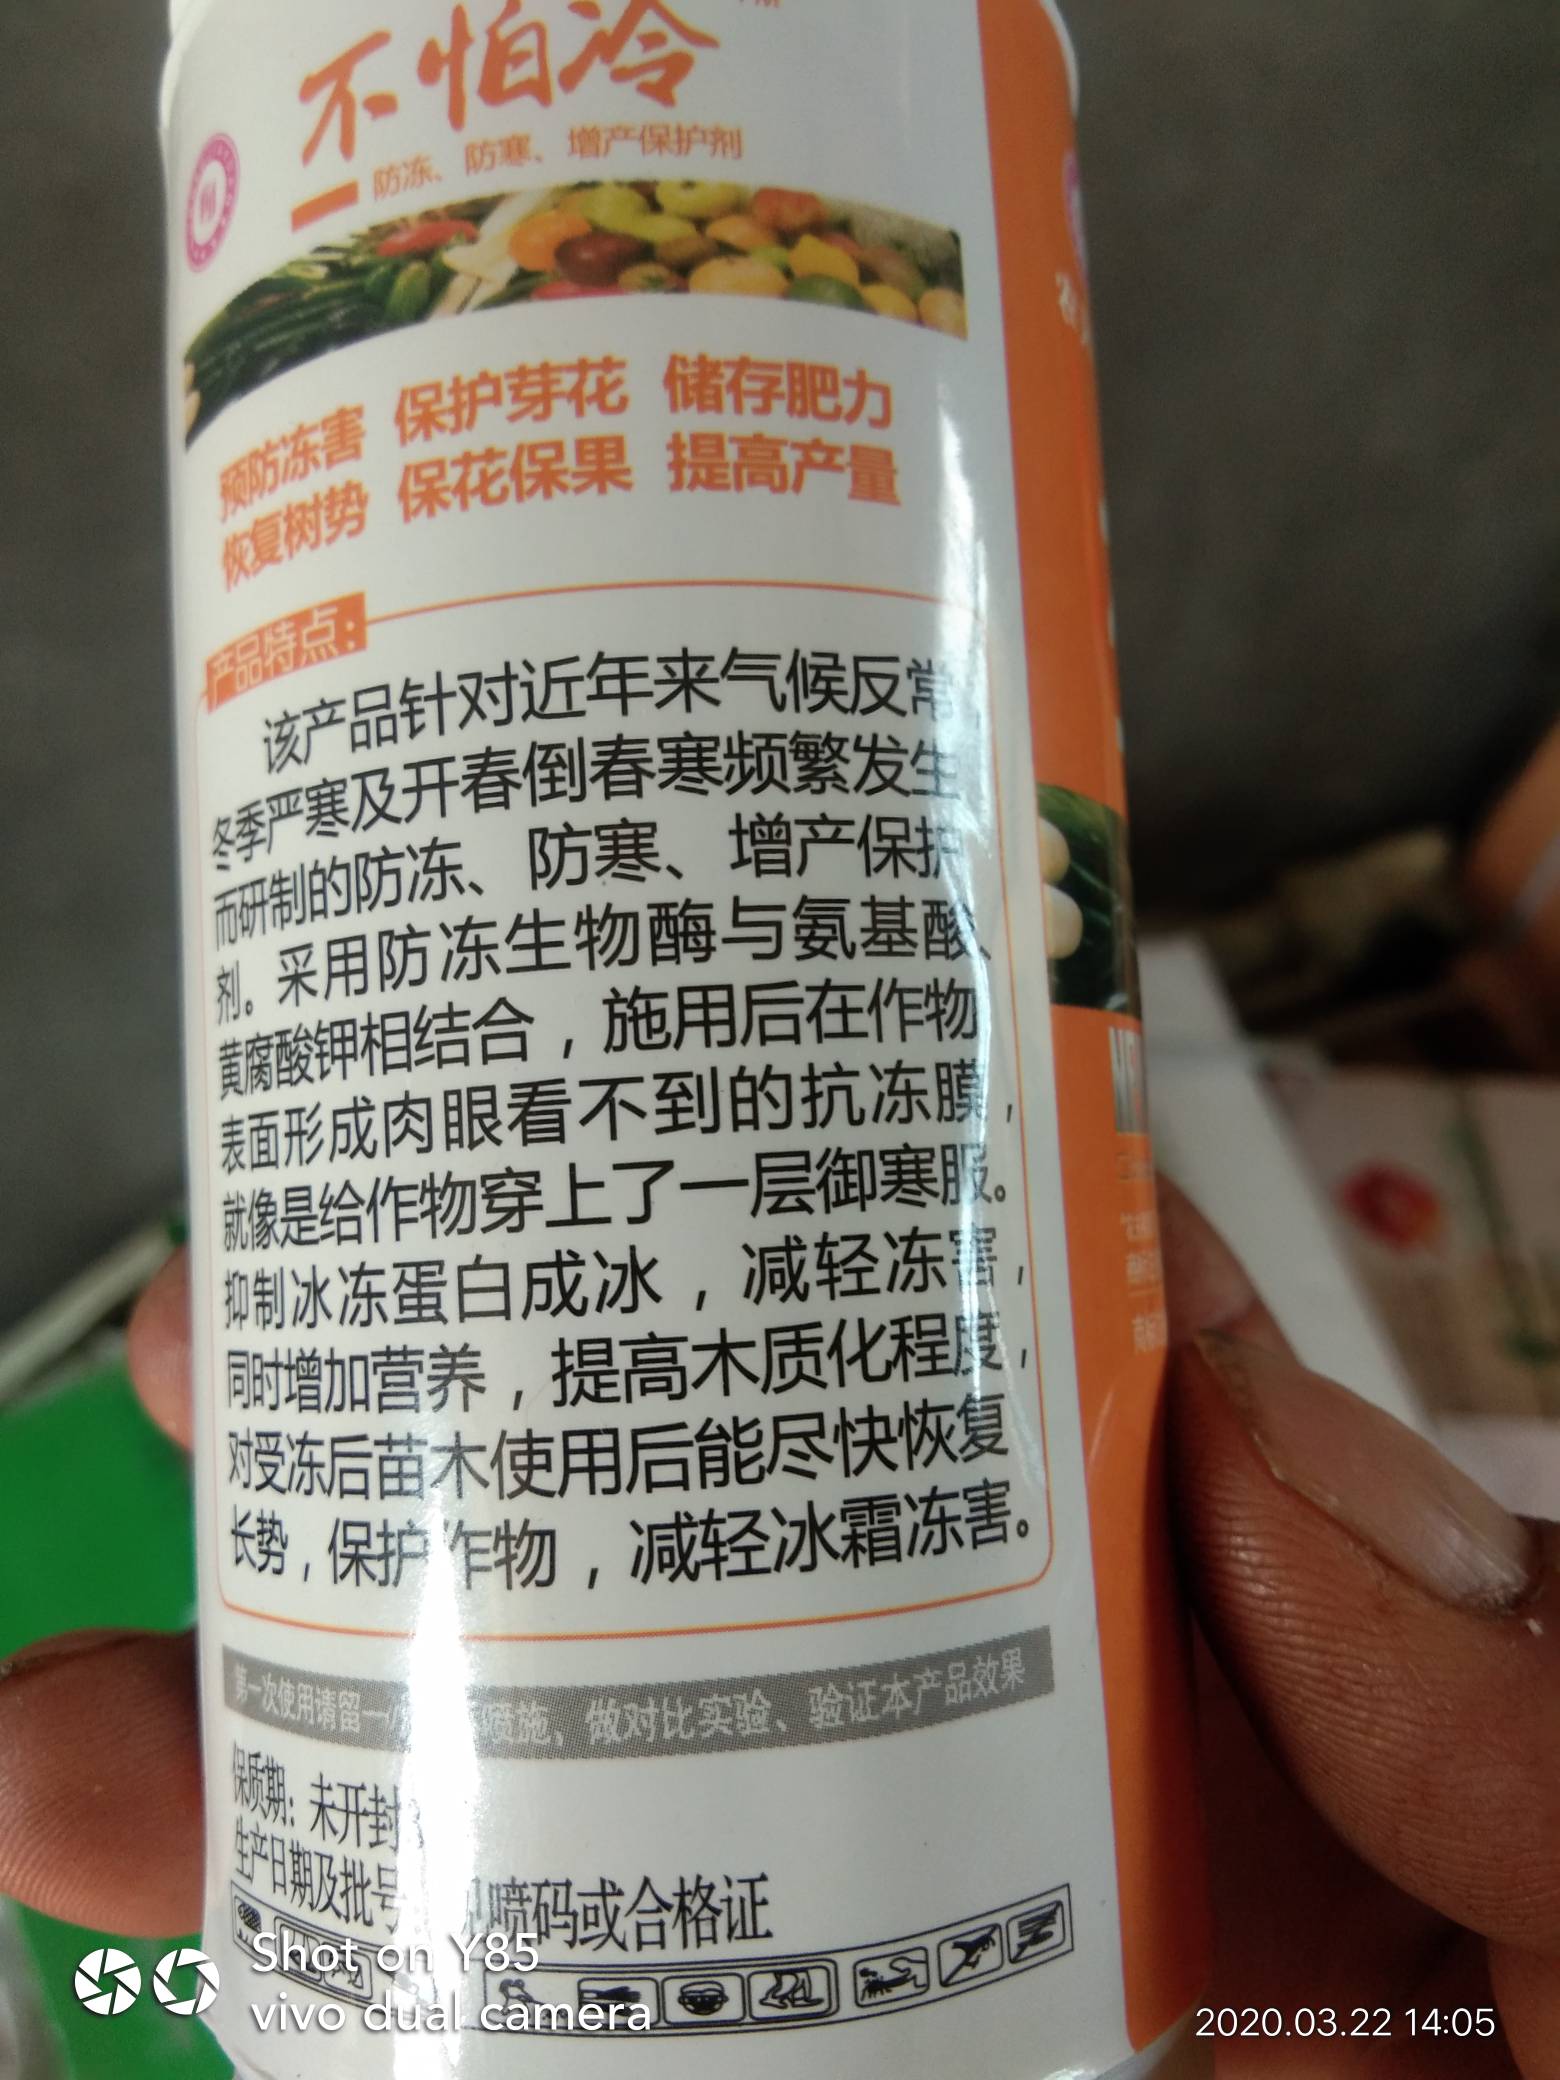 不怕冷
防冻、防寒、增产保护剂
预防冻害 保护芽花 储存肥力
恢复树势 保花保果 提高产量
产品特点：
该产品针对近年来气候反常，
冬季严寒及开春倒春寒频繁发生
而研制的防冻、防寒、增产保护
剂。采用防冻生物酶与氨基酸、
黄腐酸钾相结合，施用后在作物
表面形成肉眼看不到的抗冻膜，
就像是给作物穿上了一层御寒服。
抑制冰冻蛋白成冰，减轻冻害，
同时增加营养，提高木质化程度，
对受冻后苗木使用后能尽快恢复
长势，保护作物，减轻冰霜冻害。
第一次使用请留一 喷施、做对比实验、验证本产品效果
保质期：未开封
生产日期及批号 喷码或合格证
Shot on Y85
vivo dual camera
2020.03.22 14:05